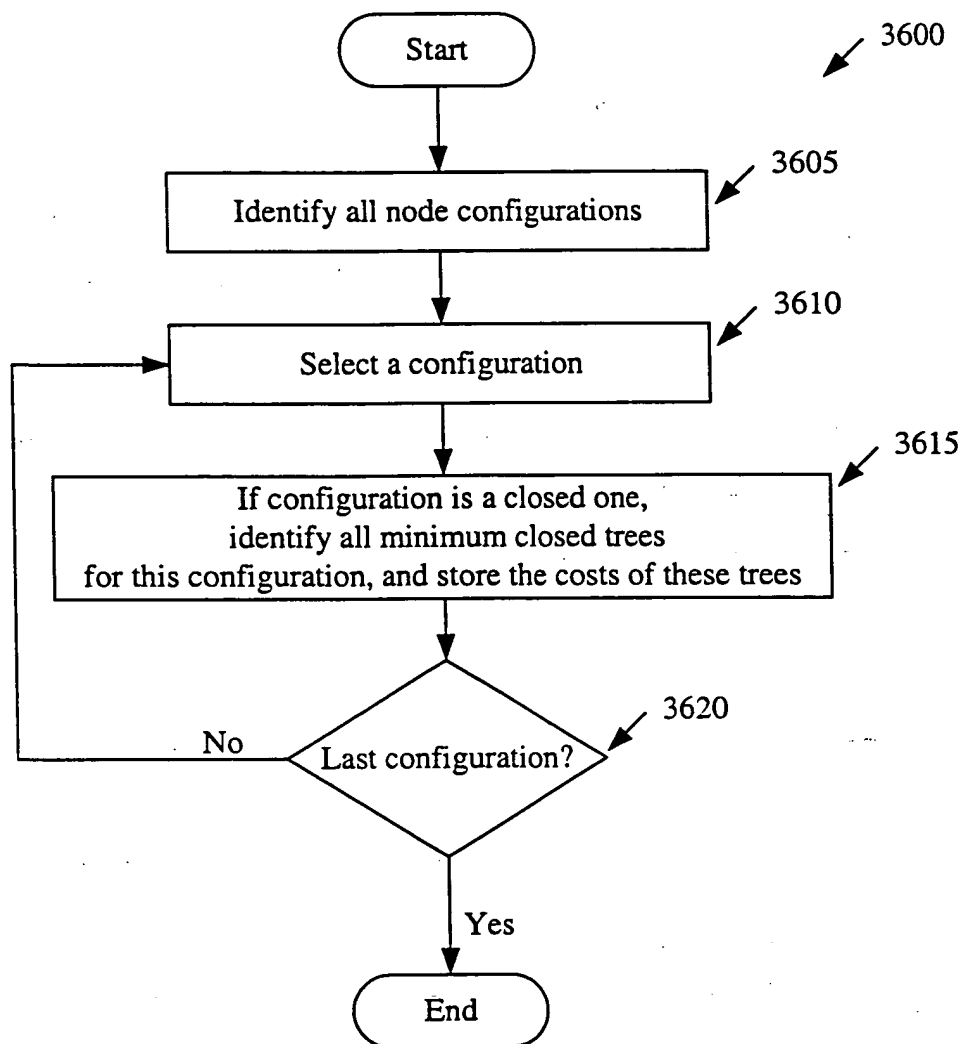 Start
3600
3605
Identify all node configurations
3610
Select a configuration
3615
If configuration is a closed one,
identify all minimum closed trees
for this configuration, and store the costs of these trees
3620
No
Last configuration?
Yes
End